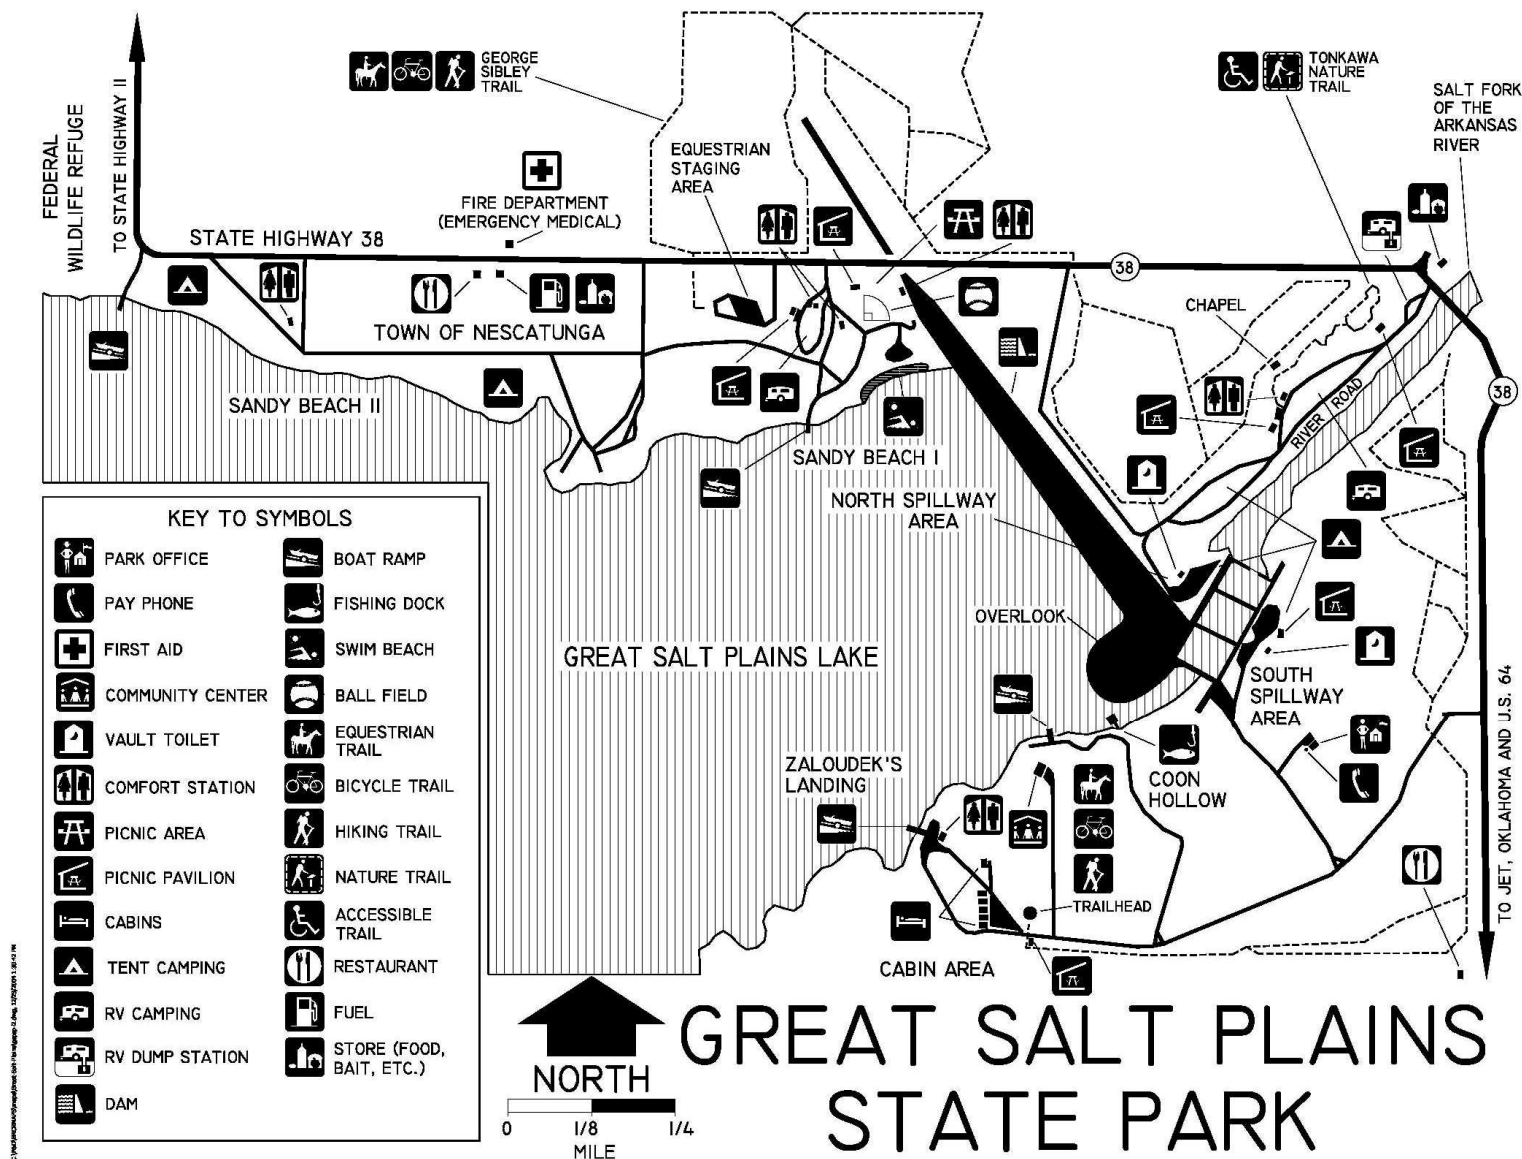 GEORGE
SIBLEY
TRAIL
TONKAWA
NATURE
TRAIL
SALT FORK
OF THE
ARKANSAS
RIVER
FEDERAL
WILDLIFE REFUGE
TO STATE HIGHWAY 11
EQUESTRIAN
STAGING
AREA
FIRE DEPARTMENT
(EMERGENCY MEDICAL)
STATE HIGHWAY 38
38
CHAPEL
TOWN OF NESCATUNGA
38
SANDY BEACH II
RIVER ROAD
SANDY BEACH I
NORTH SPILLWAY
AREA
OVERLOOK
GREAT SALT PLAINS LAKE
SOUTH
SPILLWAY
AREA
TO JET, OKLAHOMA AND U.S. 64
ZALOUDEK'S
LANDING
COON
HOLLOW
TRAILHEAD
CABIN AREA
KEY TO SYMBOLS
PARK OFFICE
PAY PHONE
FIRST AID
COMMUNITY CENTER
VAULT TOILET
COMFORT STATION
PICNIC AREA
PICNIC PAVILION
CABINS
TENT CAMPING
RV CAMPING
RV DUMP STATION
DAM
BOAT RAMP
FISHING DOCK
SWIM BEACH
BALL FIELD
EQUESTRIAN
TRAIL
BICYCLE TRAIL
HIKING TRAIL
NATURE TRAIL
ACCESSIBLE
TRAIL
RESTAURANT
FUEL
STORE (FOOD,
BAIT, ETC.)
NORTH
0 1/8 1/4
MILE
GREAT SALT PLAINS
STATE PARK